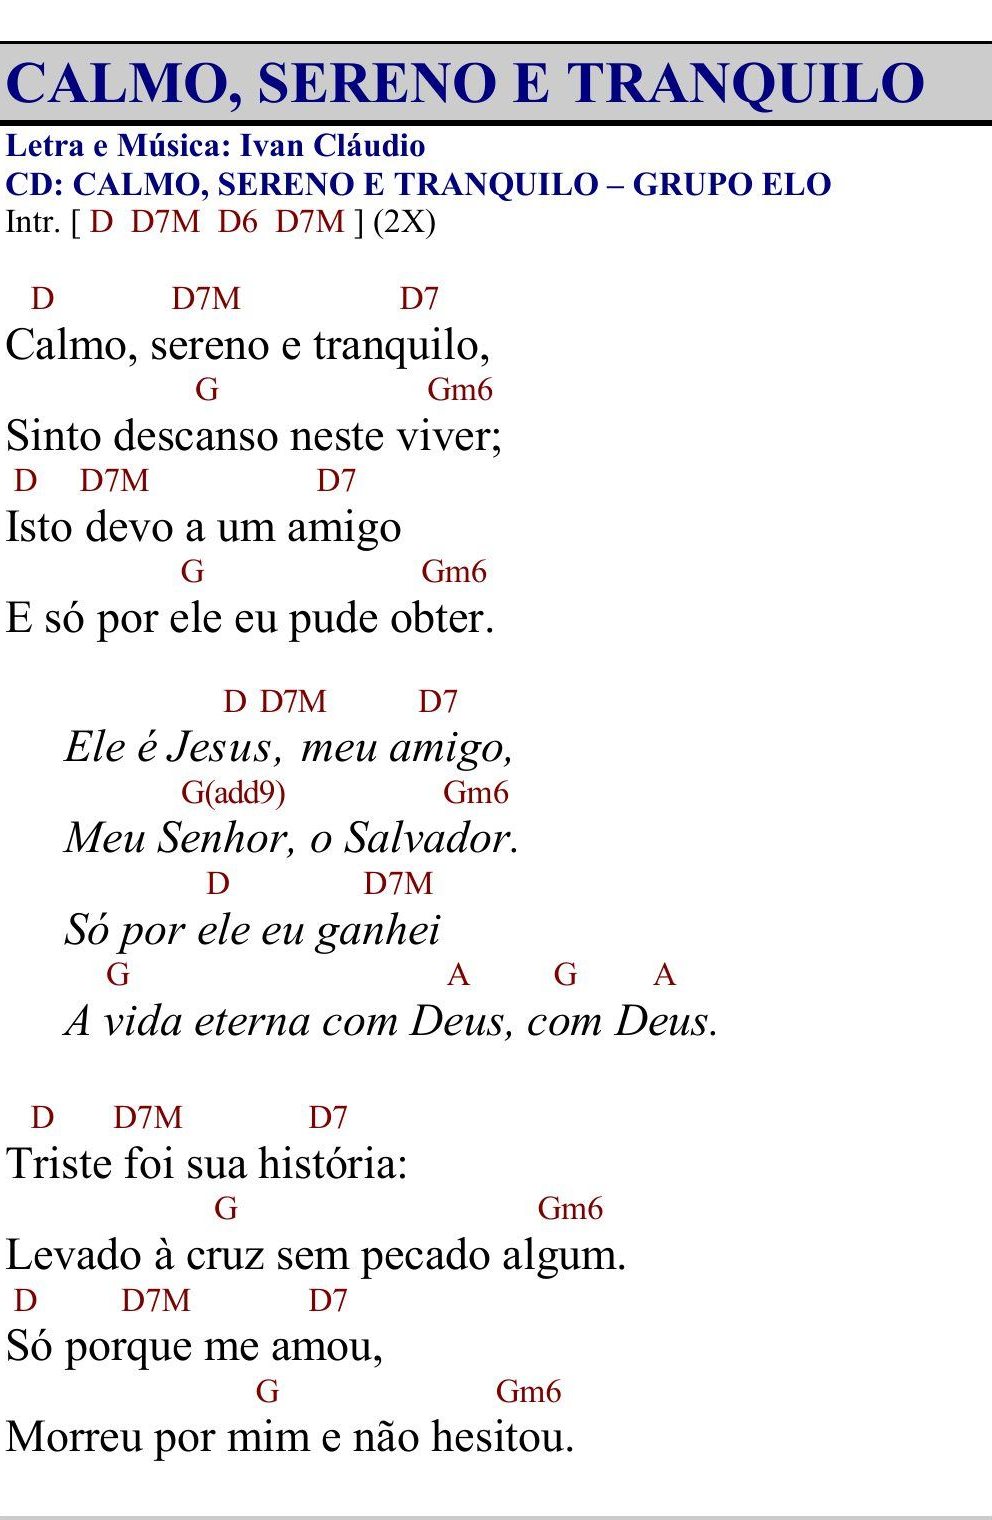 CALMO, SERENO E TRANQUILO
Letra e Música: Ivan Cláudio
CD: CALMO, SERENO E TRANQUILO – GRUPO ELO
Intr. [ D D7M D6 D7M ] (2X)
D D7M D7
Calmo, sereno e tranquilo,
G Gm6
Sinto descanso neste viver;
D D7M D7
Isto devo a um amigo
G Gm6
E só por ele eu pude obter.
D D7M D7
Ele é Jesus, meu amigo,
G(add9) Gm6
Meu Senhor, o Salvador.
D D7M
Só por ele eu ganhei
G A G A
A vida eterna com Deus, com Deus.
D D7M D7
Triste foi sua história:
G Gm6
Levado à cruz sem pecado algum.
D D7M D7
Só porque me amou,
G Gm6
Morreu por mim e não hesitou.